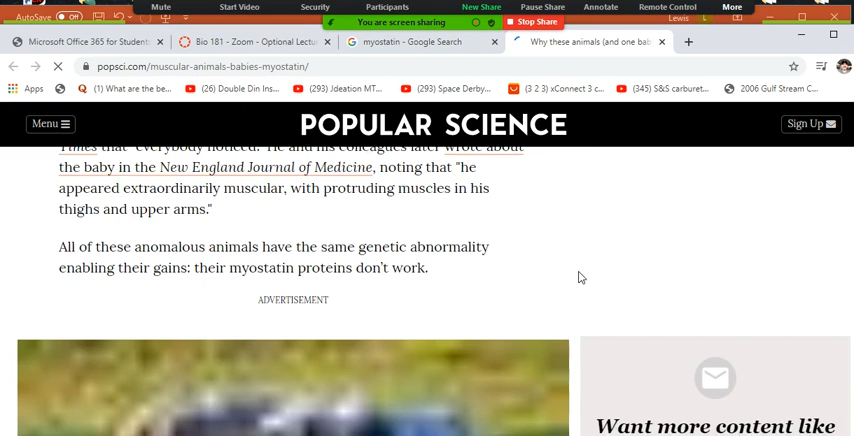 Mute Start Video Security Participants New Share Pause Share Annotate Remote Control More
AutoSave Off You are screen sharing Stop Share Lewis L
Microsoft Office 365 for Student Bio 181 - Zoom - Optional Lectu myostatin - Google Search Why these animals (and one bab
popsci.com/muscular-animals-babies-myostatin/
Apps (1) What are the be... (26) Double Din Ins... (293) Jdeation MT... (293) Space Derby... (3 2 3) xConnect 3 c... (345) S&S carburet... 2006 Gulf Stream C...
Menu POPULAR SCIENCE Sign Up
Times that "everybody noticed." He and his colleagues later wrote about
the baby in the New England Journal of Medicine, noting that "he
appeared extraordinarily muscular, with protruding muscles in his
thighs and upper arms."
All of these anomalous animals have the same genetic abnormality
enabling their gains: their myostatin proteins don't work.
ADVERTISEMENT
Want more content like